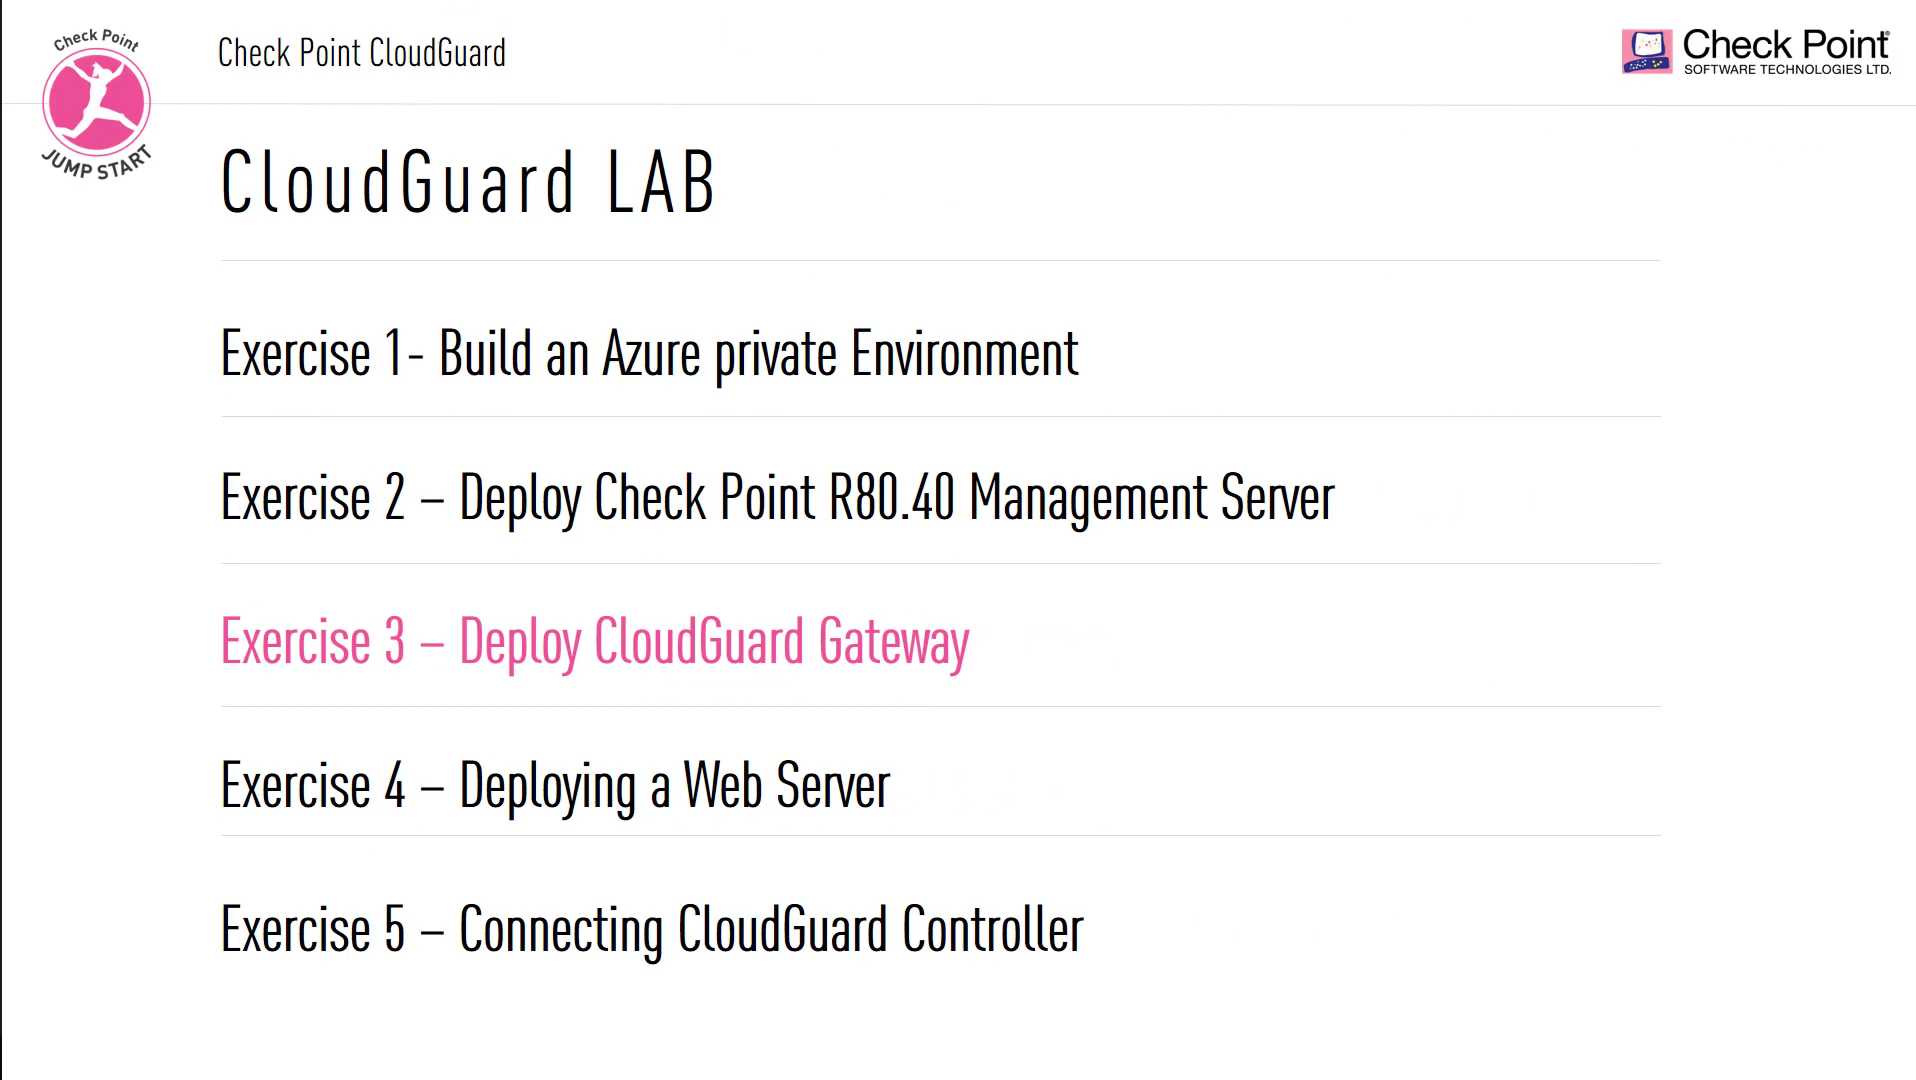 Check Point
JUMP START
Check Point CloudGuard
Check Point
SOFTWARE TECHNOLOGIES LTD.
CloudGuard LAB
Exercise 1- Build an Azure private Environment
Exercise 2 – Deploy Check Point R80.40 Management Server
Exercise 3 – Deploy CloudGuard Gateway
Exercise 4 – Deploying a Web Server
Exercise 5 – Connecting CloudGuard Controller